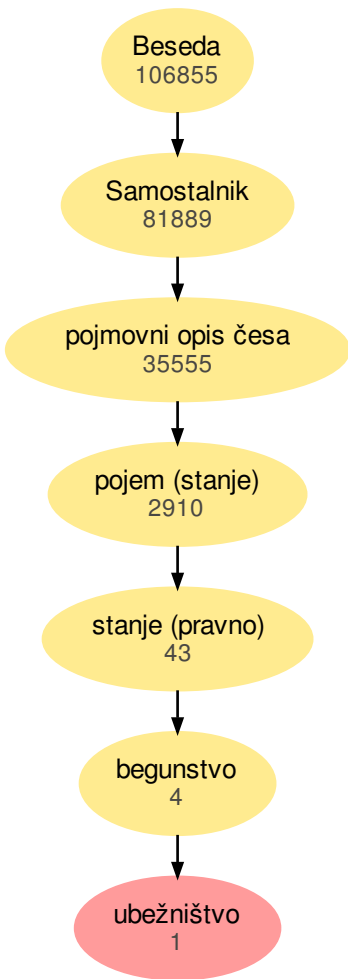 Beseda
106855
Samostalnik
81889
pojmovni opis česa
35555
pojem (stanje)
2910
stanje (pravno)
43
begunstvo
4
ubežništvo
1